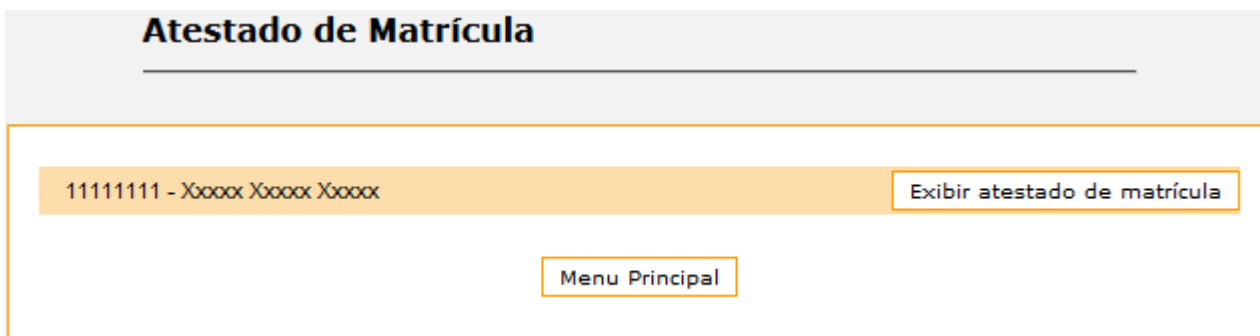 Atestado de Matrícula
11111111 - Xxxxx Xxxxx Xxxxx Exibir atestado de matrícula
Menu Principal